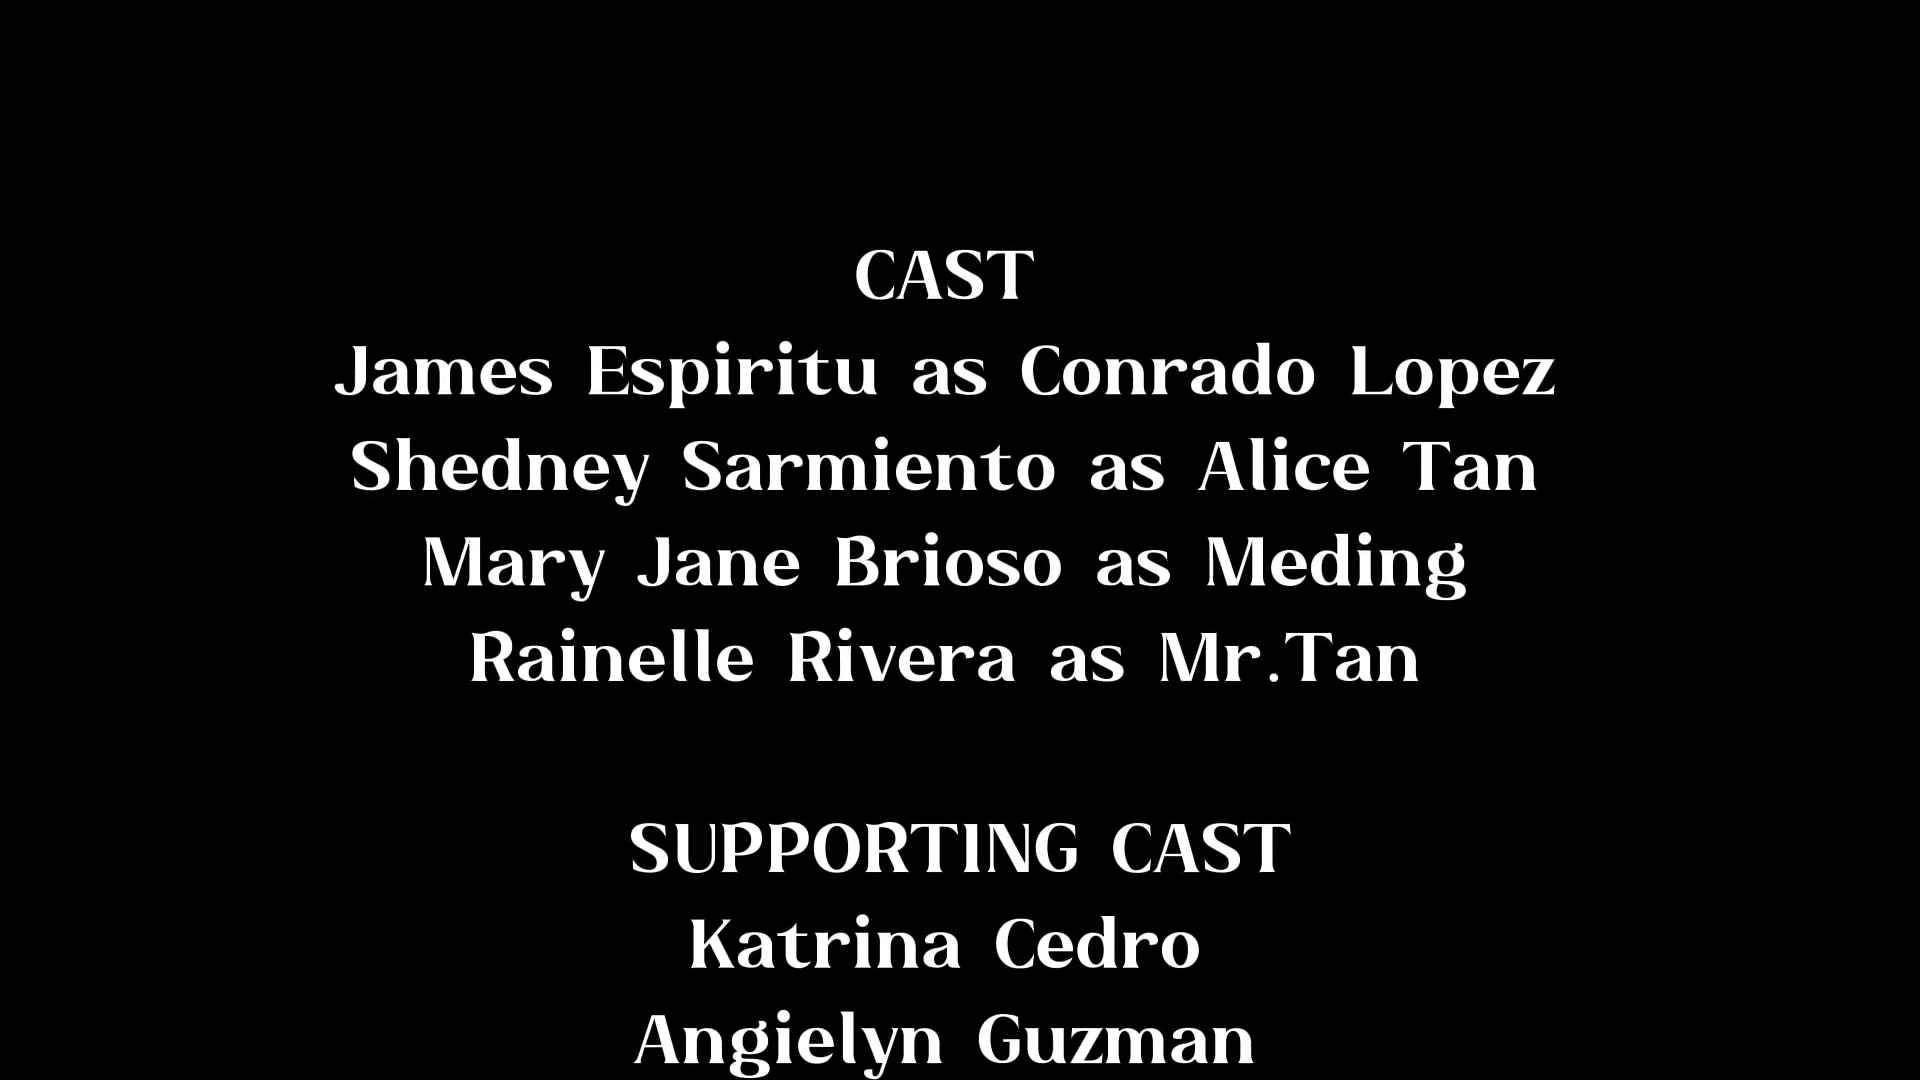 CAST
James Espiritu as Conrado Lopez
Shedney Sarmiento as Alice Tan
Mary Jane Brioso as Meding
Rainelle Rivera as Mr.Tan
SUPPORTING CAST
Katrina Cedro
Angielyn Guzman